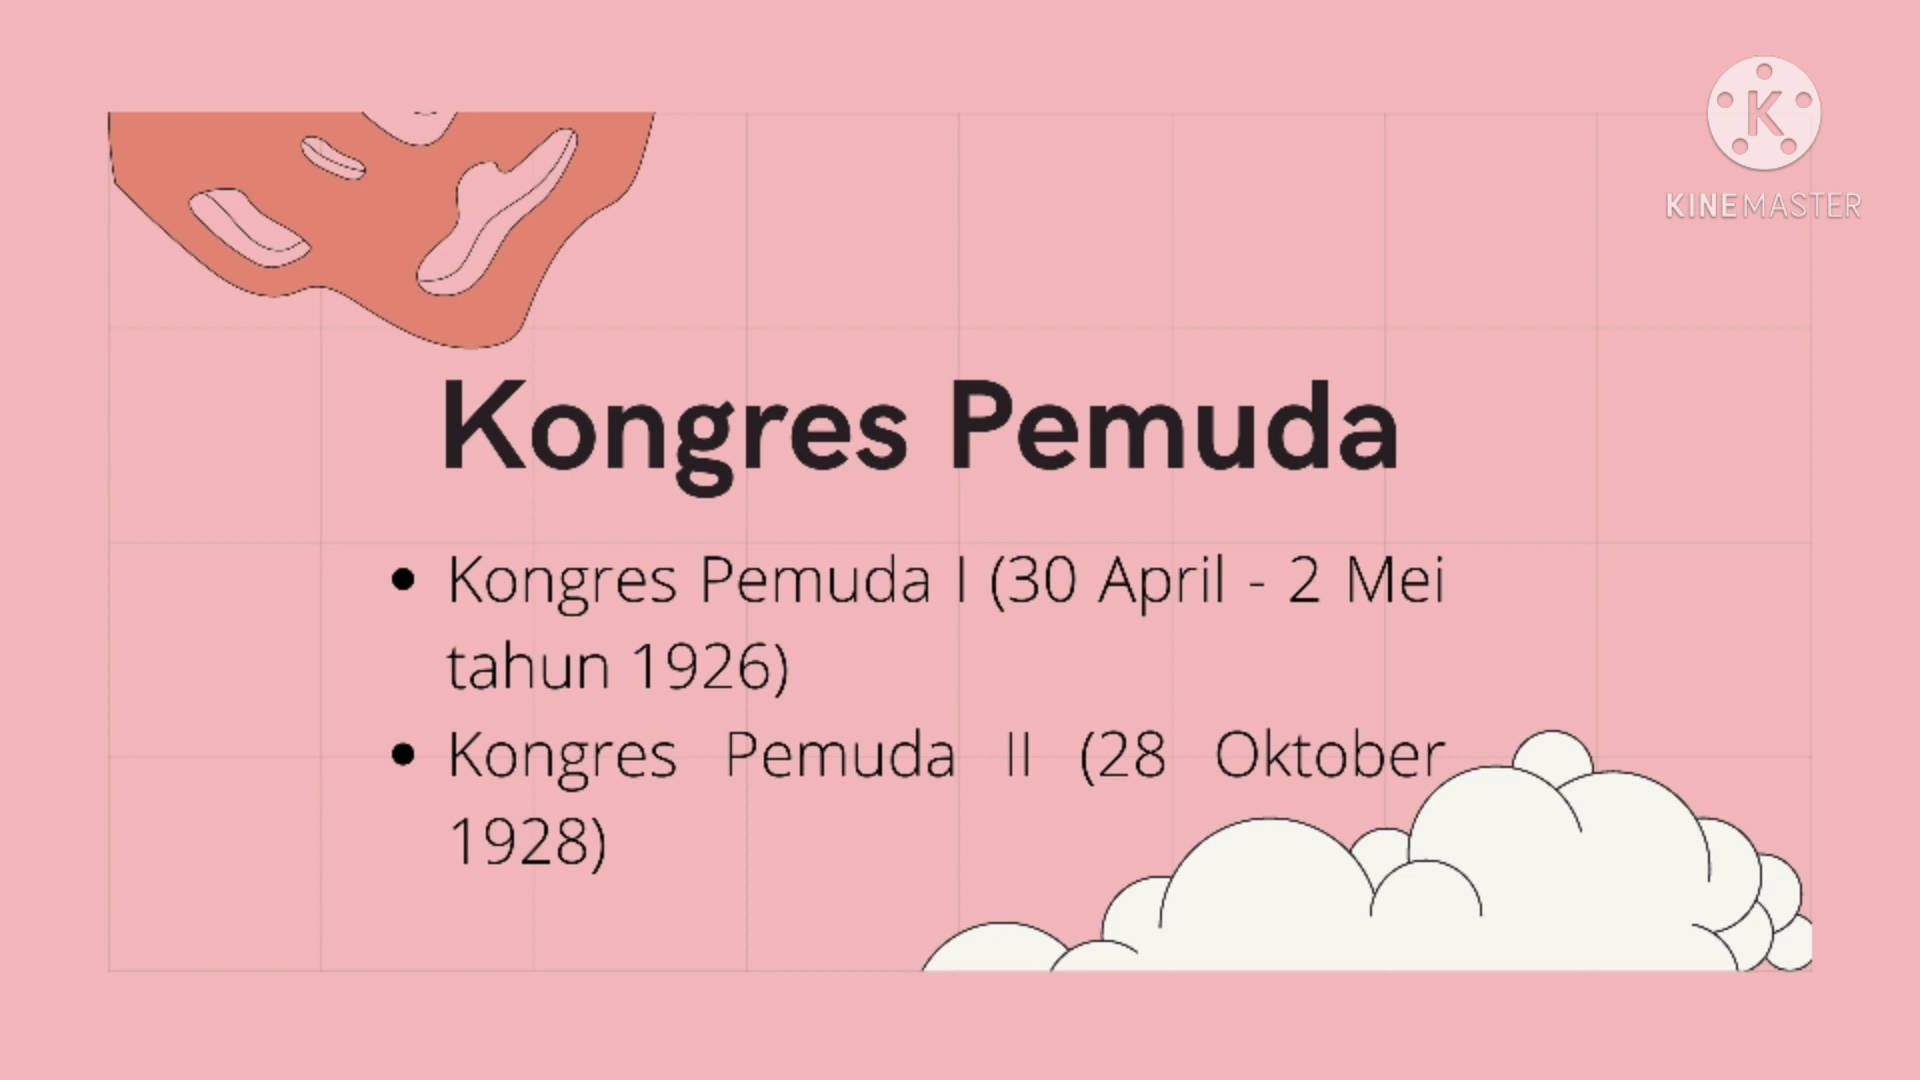 KINEMASTER
Kongres Pemuda
• Kongres Pemuda I (30 April - 2 Mei
tahun 1926)
• Kongres Pemuda II (28 Oktober
1928)